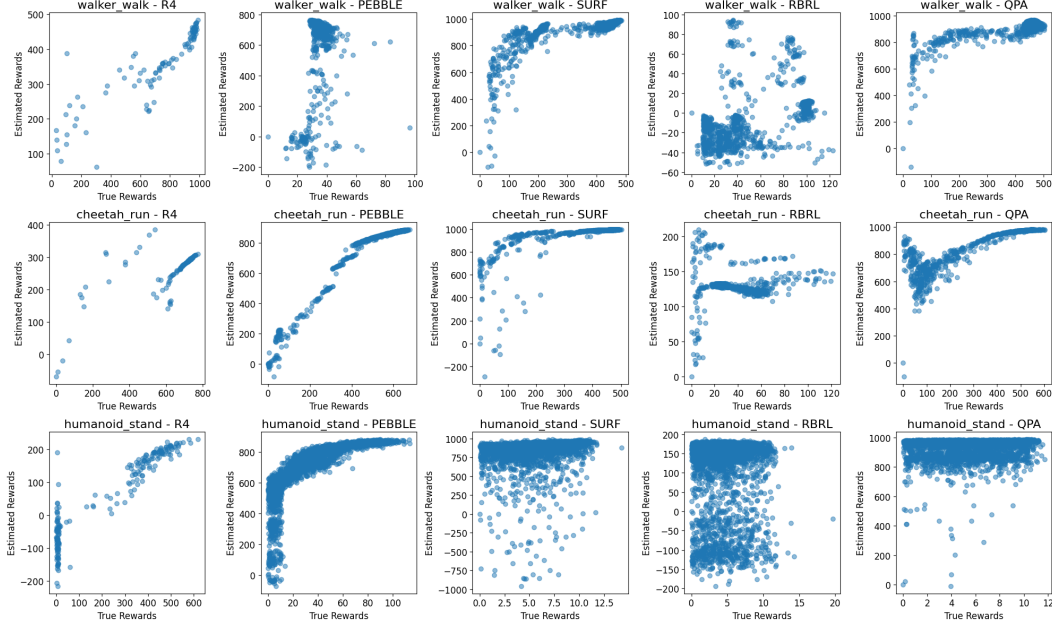 walker_walk - R4
walker_walk - PEBBLE
walker_walk - SURF
walker_walk - RBRL
walker_walk - QPA
Estimated Rewards
500
400
300
200
100
0 200 400 600 800 1000
True Rewards
Estimated Rewards
800
600
400
200
0
−200
0 20 40 60 80 100
True Rewards
Estimated Rewards
1000
800
600
400
200
0
0 100 200 300 400 500
True Rewards
Estimated Rewards
100
80
60
40
20
0
−20
−40
−60
0 20 40 60 80 100 120
True Rewards
Estimated Rewards
1000
800
600
400
200
0
0 100 200 300 400 500
True Rewards
cheetah_run - R4
cheetah_run - PEBBLE
cheetah_run - SURF
cheetah_run - RBRL
cheetah_run - QPA
Estimated Rewards
400
300
200
100
0
0 200 400 600 800
True Rewards
Estimated Rewards
800
600
400
200
0
0 200 400 600
True Rewards
Estimated Rewards
1000
800
600
400
200
0
−200
0 100 200 300 400 500
True Rewards
Estimated Rewards
200
150
100
50
0
0 20 40 60 80 100 120 140
True Rewards
Estimated Rewards
1000
800
600
400
200
0
0 100 200 300 400 500 600
True Rewards
humanoid_stand - R4
humanoid_stand - PEBBLE
humanoid_stand - SURF
humanoid_stand - RBRL
humanoid_stand - QPA
Estimated Rewards
200
100
0
−100
−200
0 100 200 300 400 500 600
True Rewards
Estimated Rewards
800
600
400
200
0
0 20 40 60 80 100
True Rewards
Estimated Rewards
1000
750
500
250
0
−250
−500
−750
−1000
0.0 2.5 5.0 7.5 10.0 12.5
True Rewards
Estimated Rewards
200
150
100
50
0
−50
−100
−150
−200
0 5 10 15 20
True Rewards
Estimated Rewards
1000
800
600
400
200
0
0 2 4 6 8 10 12
True Rewards